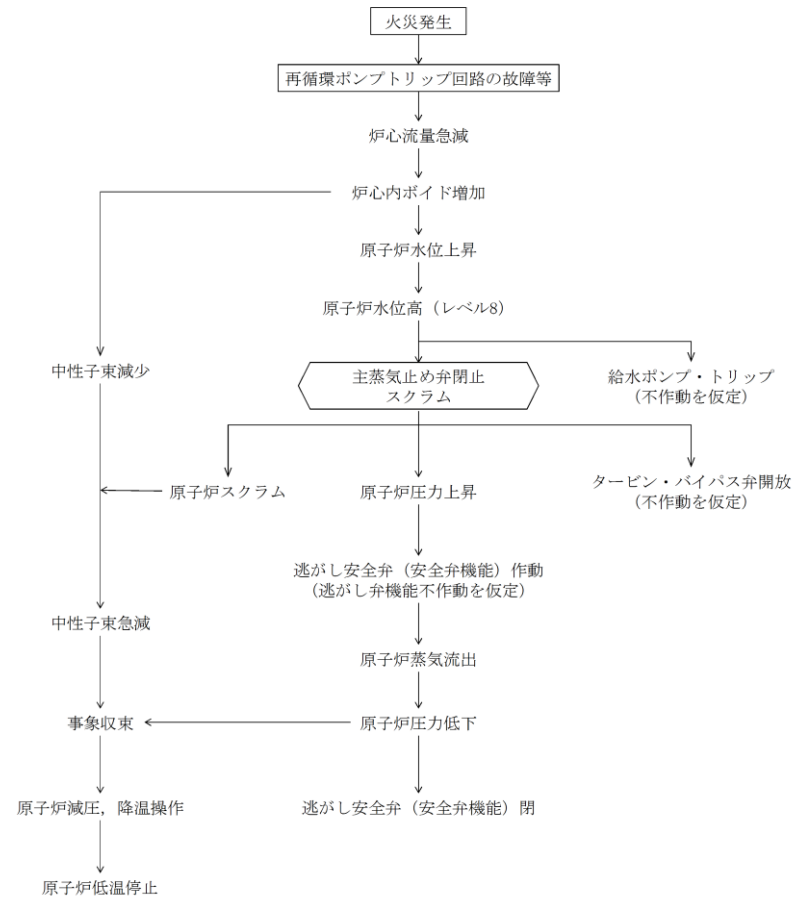 火災発生
再循環ポンプトリップ回路の故障等
炉心流量急減
炉心内ボイド増加
原子炉水位上昇
原子炉水位高（レベル8）
中性子束減少
主蒸気止め弁閉止
スクラム
給水ポンプ・トリップ
（不作動を仮定）
原子炉スクラム
原子炉圧力上昇
タービン・バイパス弁開放
（不作動を仮定）
逃がし安全弁（安全弁機能）作動
（逃がし弁機能不作動を仮定）
中性子束急減
原子炉蒸気流出
事象収束
原子炉圧力低下
原子炉減圧，降温操作
逃がし安全弁（安全弁機能）閉
原子炉低温停止